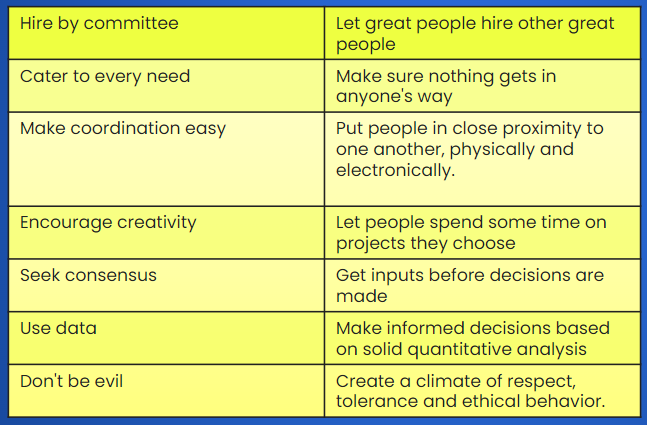 Hire by committee
Let great people hire other great
people
Cater to every need
Make sure nothing gets in
anyone's way
Make coordination easy
Put people in close proximity to
one another, physically and
electronically.
Encourage creativity
Let people spend some time on
projects they choose
Seek consensus
Get inputs before decisions are
made
Use data
Make informed decisions based
on solid quantitative analysis
Don't be evil
Create a climate of respect,
tolerance and ethical behavior.